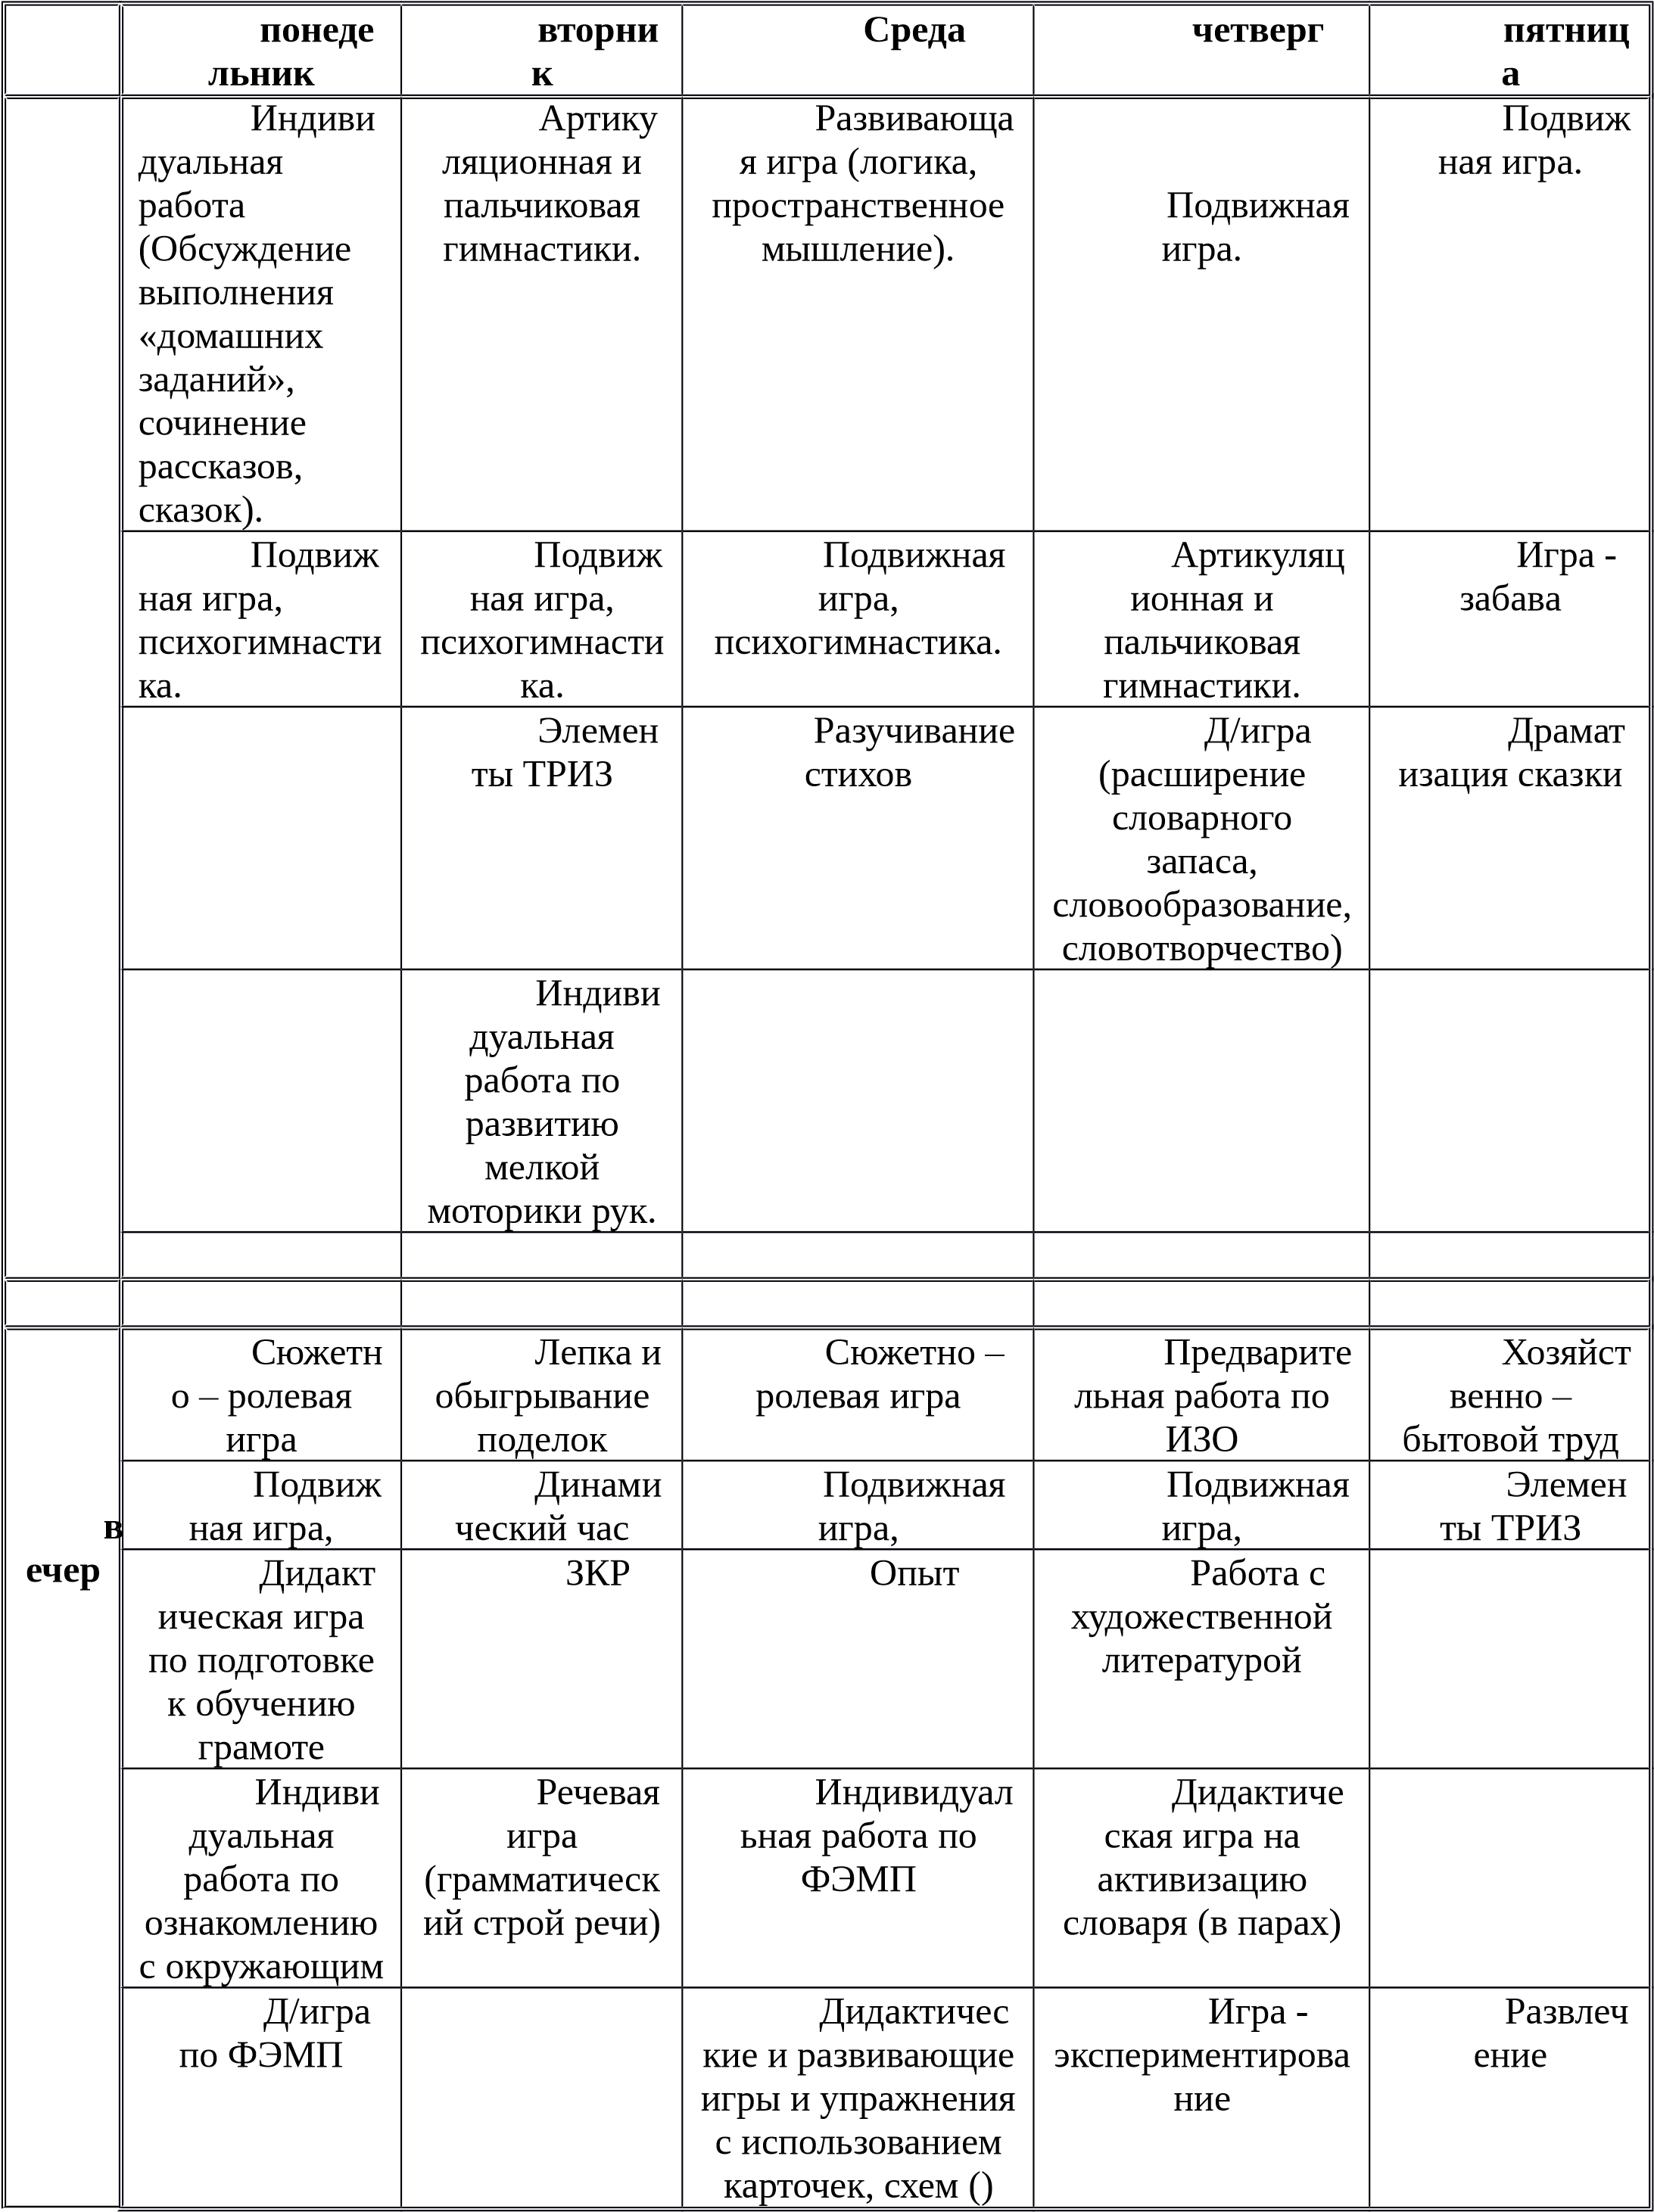 понеде
льник
вторни
к
Среда
четверг
пятниц
а
Индиви
дуальная
работа
(Обсуждение
выполнения
«домашних
заданий»,
сочинение
рассказов,
сказок).
Артику
ляционная и
пальчиковая
гимнастики.
Развивающа
я игра (логика,
пространственное
мышление).
Подвижная
игра.
Подвиж
ная игра.
Подвиж
ная игра,
психогимнасти
ка.
Подвиж
ная игра,
психогимнасти
ка.
Подвижная
игра,
психогимнастика.
Артикуляц
ионная и
пальчиковая
гимнастики.
Игра -
забава
Элемен
ты ТРИЗ
Разучивание
стихов
Д/игра
(расширение
словарного
запаса,
словообразование,
словотворчество)
Драмат
изация сказки
Индиви
дуальная
работа по
развитию
мелкой
моторики рук.
в
ечер
Сюжетн
о – ролевая
игра
Лепка и
обыгрывание
поделок
Сюжетно –
ролевая игра
Предварите
льная работа по
ИЗО
Хозяйст
венно –
бытовой труд
Подвиж
ная игра,
Динами
ческий час
Подвижная
игра,
Подвижная
игра,
Элемен
ты ТРИЗ
Дидакт
ическая игра
по подготовке
к обучению
грамоте
ЗКР
Опыт
Работа с
художественной
литературой
Индиви
дуальная
работа по
ознакомлению
с окружающим
Речевая
игра
(грамматическ
ий строй речи)
Индивидуал
ьная работа по
ФЭМП
Дидактиче
ская игра на
активизацию
словаря (в парах)
Д/игра
по ФЭМП
Дидактичес
кие и развивающие
игры и упражнения
с использованием
карточек, схем ()
Игра -
экспериментирова
ние
Развлеч
ение